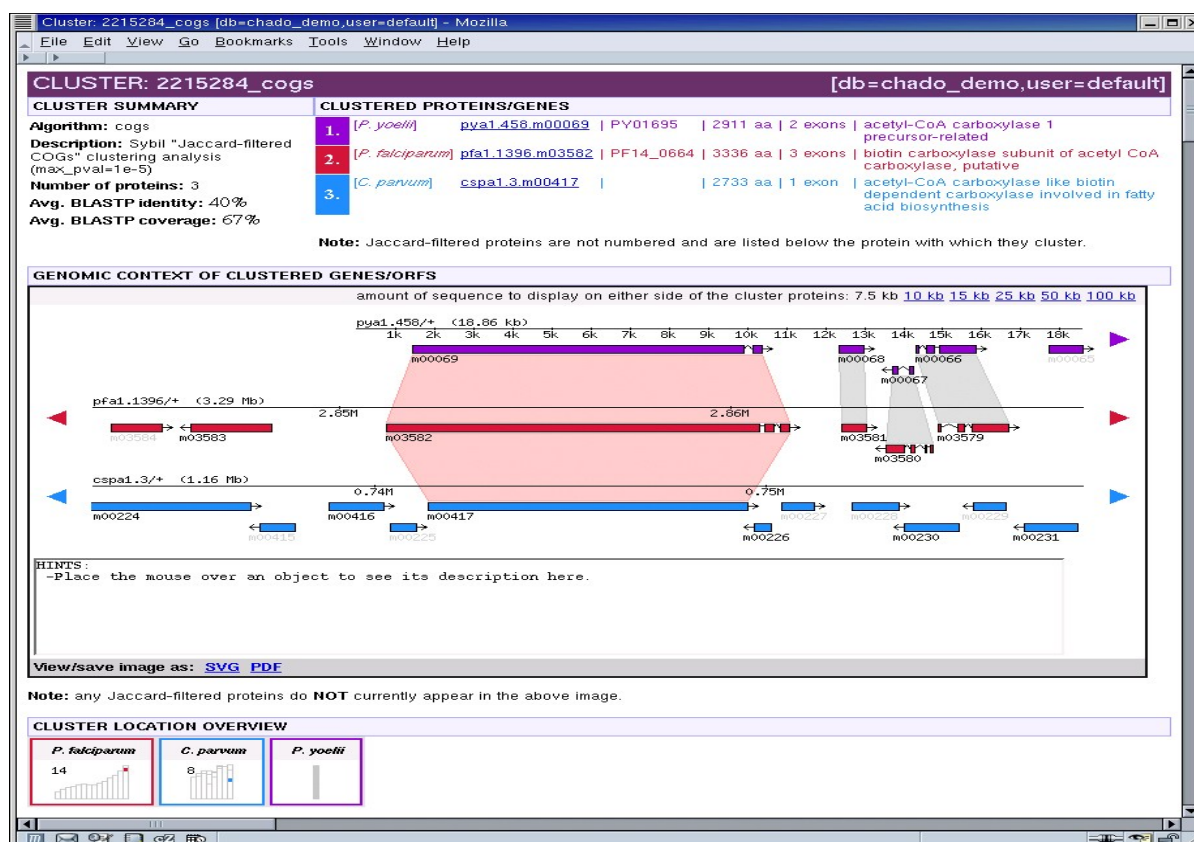 Cluster: 2215284_cogs [db=chado_demo,user=default] - Mozilla
File Edit View Go Bookmarks Tools Window Help
CLUSTER: 2215284_cogs [db=chado_demo,user=default]
CLUSTER SUMMARY
Algorithm: cogs
Description: Sybil "Jaccard-filtered
COGs" clustering analysis
(max_pval=1e-5)
Number of proteins: 3
Avg. BLASTP identity: 40%
Avg. BLASTP coverage: 67%
CLUSTERED PROTEINS/GENES
1. [P. yoelii] pya1.458.m00069 | PY01695 | 2911 aa | 2 exons | acetyl-CoA carboxylase 1
precursor-related
2. [P. falciparum] pfa1.1396.m03582 | PF14_0664 | 3336 aa | 3 exons | biotin carboxylase subunit of acetyl CoA
carboxylase, putative
3. [C. parvum] cspa1.3.m00417 | | 2733 aa | 1 exon | acetyl-CoA carboxylase like biotin
dependent carboxylase involved in fatty
acid biosynthesis
Note: Jaccard-filtered proteins are not numbered and are listed below the protein with which they cluster.
GENOMIC CONTEXT OF CLUSTERED GENES/ORFS
amount of sequence to display on either side of the cluster proteins: 7.5 kb 10 kb 15 kb 25 kb 50 kb 100 kb
pya1.458/+ (18.86 kb)
1k 2k 3k 4k 5k 6k 7k 8k 9k 10k 11k 12k 13k 14k 15k 16k 17k 18k
m00069 m00068 m00066 m00065
m00067
pfa1.1396/+ (3.29 Mb)
2.85M 2.86M
m03584 m03583 m03582 m03581 m03579
m03580
cspa1.3/+ (1.16 Mb)
0.74M 0.75M
m00224 m00416 m00417 m00227 m00228 m00229
m00415 m00225 m00226 m00230 m00231
HINTS:
-Place the mouse over an object to see its description here.
View/save image as: SVG PDF
Note: any Jaccard-filtered proteins do NOT currently appear in the above image.
CLUSTER LOCATION OVERVIEW
P. falciparum C. parvum P. yoelii
14 8